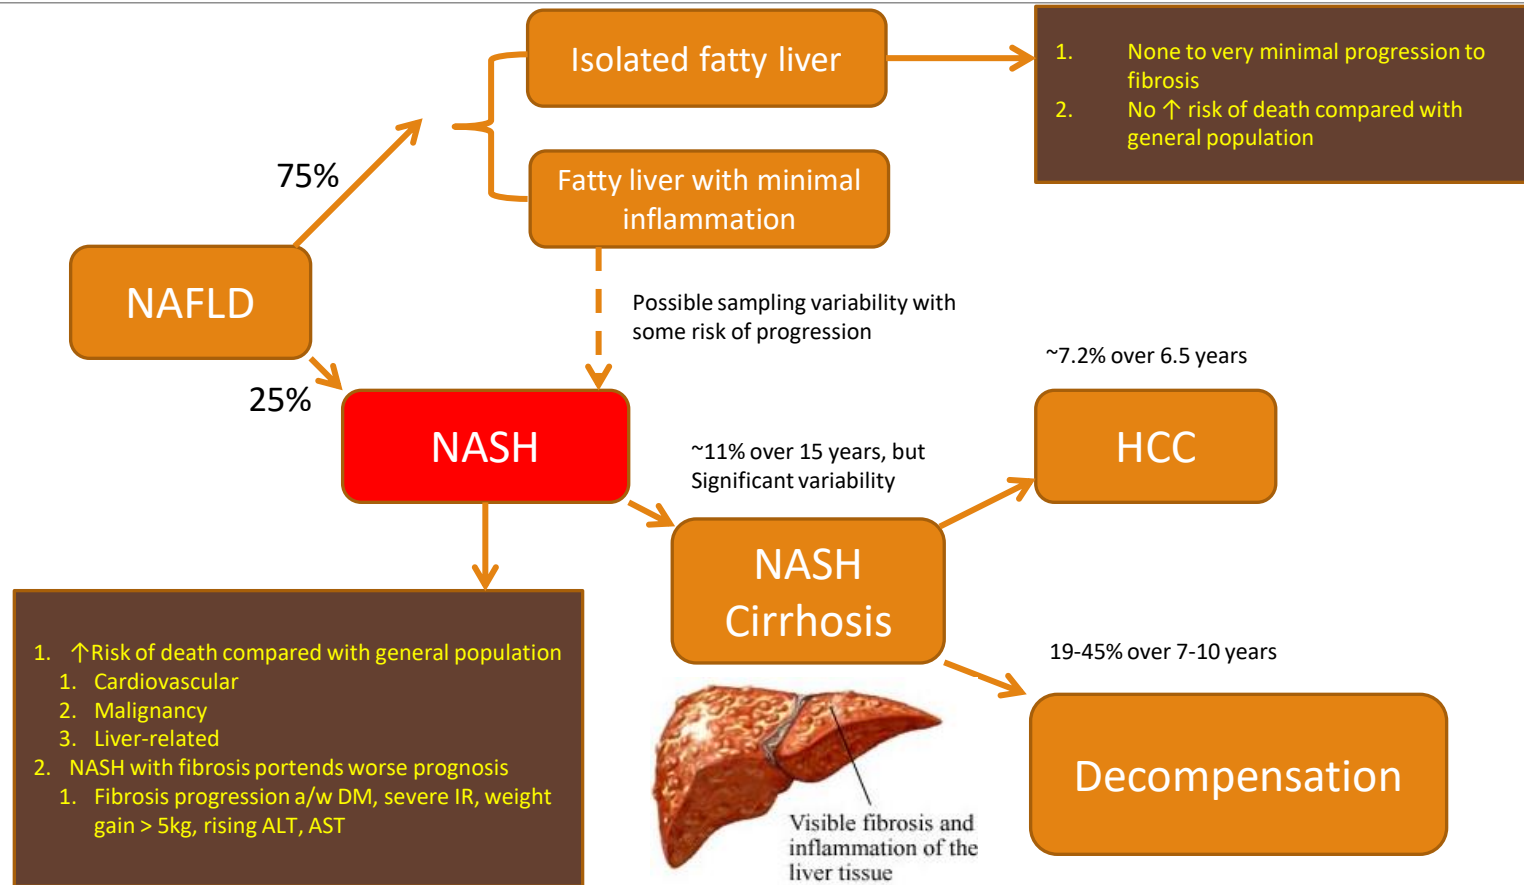 Isolated fatty liver
1. None to very minimal progression to
fibrosis
2. No ↑ risk of death compared with
general population
75%
Fatty liver with minimal
inflammation
NAFLD
Possible sampling variability with
some risk of progression
25%
NASH
~7.2% over 6.5 years
~11% over 15 years, but
Significant variability
HCC
NASH
Cirrhosis
1. ↑Risk of death compared with general population
1. Cardiovascular
2. Malignancy
3. Liver-related
2. NASH with fibrosis portends worse prognosis
1. Fibrosis progression a/w DM, severe IR, weight
gain > 5kg, rising ALT, AST
19-45% over 7-10 years
Decompensation
Visible fibrosis and
inflammation of the
liver tissue